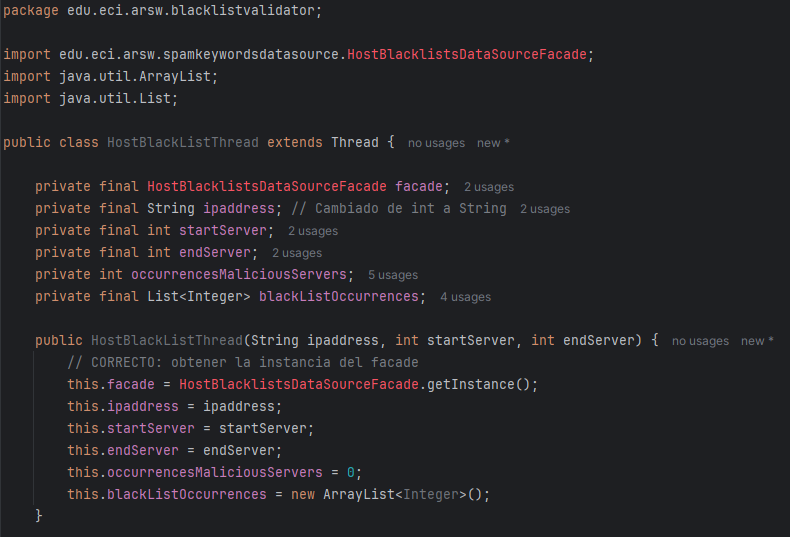 package edu.eci.arsw.blacklistvalidator;
import edu.eci.arsw.spamkeywordsdatasource.HostBlacklistsDataSourceFacade;
import java.util.ArrayList;
import java.util.List;
public class HostBlackListThread extends Thread { no usages new *
private final HostBlacklistsDataSourceFacade facade; 2 usages
private final String ipaddress; // Cambiado de int a String 2 usages
private final int startServer; 2 usages
private final int endServer; 2 usages
private int occurrencesMaliciousServers; 5 usages
private final List<Integer> blackListOccurrences; 4 usages
public HostBlackListThread(String ipaddress, int startServer, int endServer) { no usages new *
// CORRECTO: obtener la instancia del facade
this.facade = HostBlacklistsDataSourceFacade.getInstance();
this.ipaddress = ipaddress;
this.startServer = startServer;
this.endServer = endServer;
this.occurrencesMaliciousServers = 0;
this.blackListOccurrences = new ArrayList<Integer>();
}